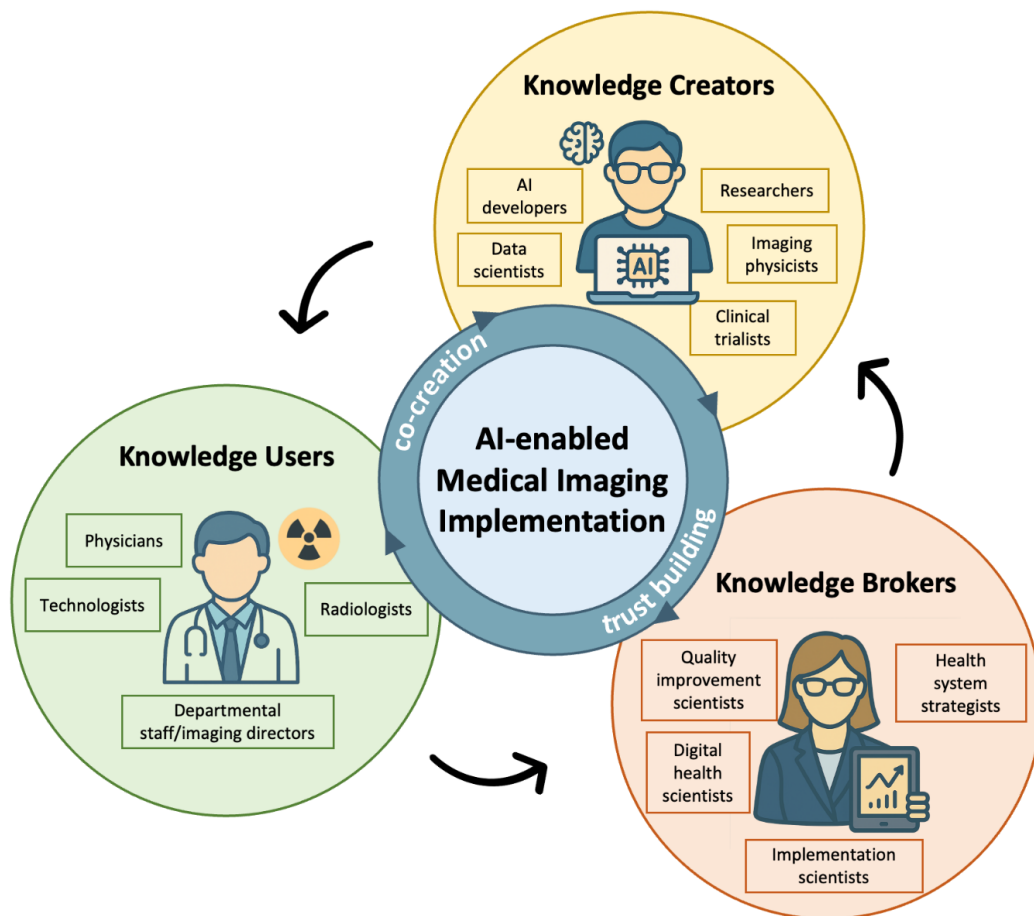 Knowledge Creators
AI
developers
Researchers
Data
scientists
AI
Imaging
physicists
Clinical
trialists
co-creation
trust building
AI-enabled
Medical Imaging
Implementation
Knowledge Users
Physicians
Technologists
Radiologists
Departmental
staff/imaging directors
Knowledge Brokers
Quality
improvement
scientists
Health
system
strategists
Digital
health
scientists
Implementation
scientists